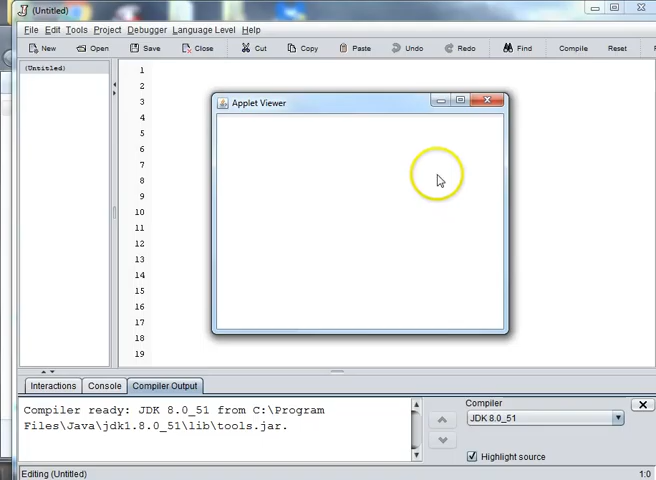 (Untitled)
File Edit Tools Project Debugger Language Level Help
New Open Save Close Cut Copy Paste Undo Redo Find Compile Reset
(Untitled)
1
2
3
4
5
6
7
8
9
10
11
12
13
14
15
16
17
18
19
Applet Viewer
Interactions Console Compiler Output
Compiler ready: JDK 8.0_51 from C:\Program
Files\Java\jdk1.8.0_51\lib\tools.jar.
Compiler
JDK 8.0_51
Highlight source
Editing (Untitled)
1:0